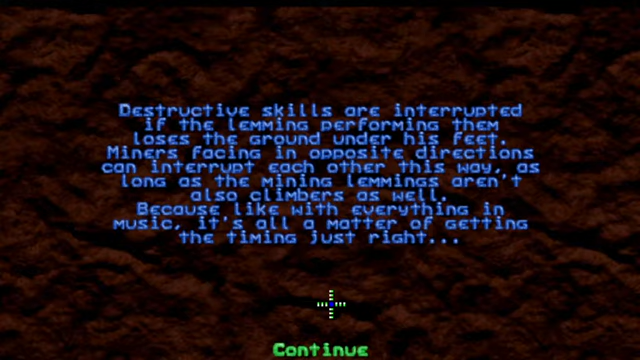 Destructive skills are interrupted
if the lemming performing them
loses the ground under his feet.
Miners facing in opposite directions
can interrupt each other this way, as
long as the mining lemmings aren't
also climbers as well.
Because like with everything in
music, it's all a matter of getting
the timing just right...
Continue